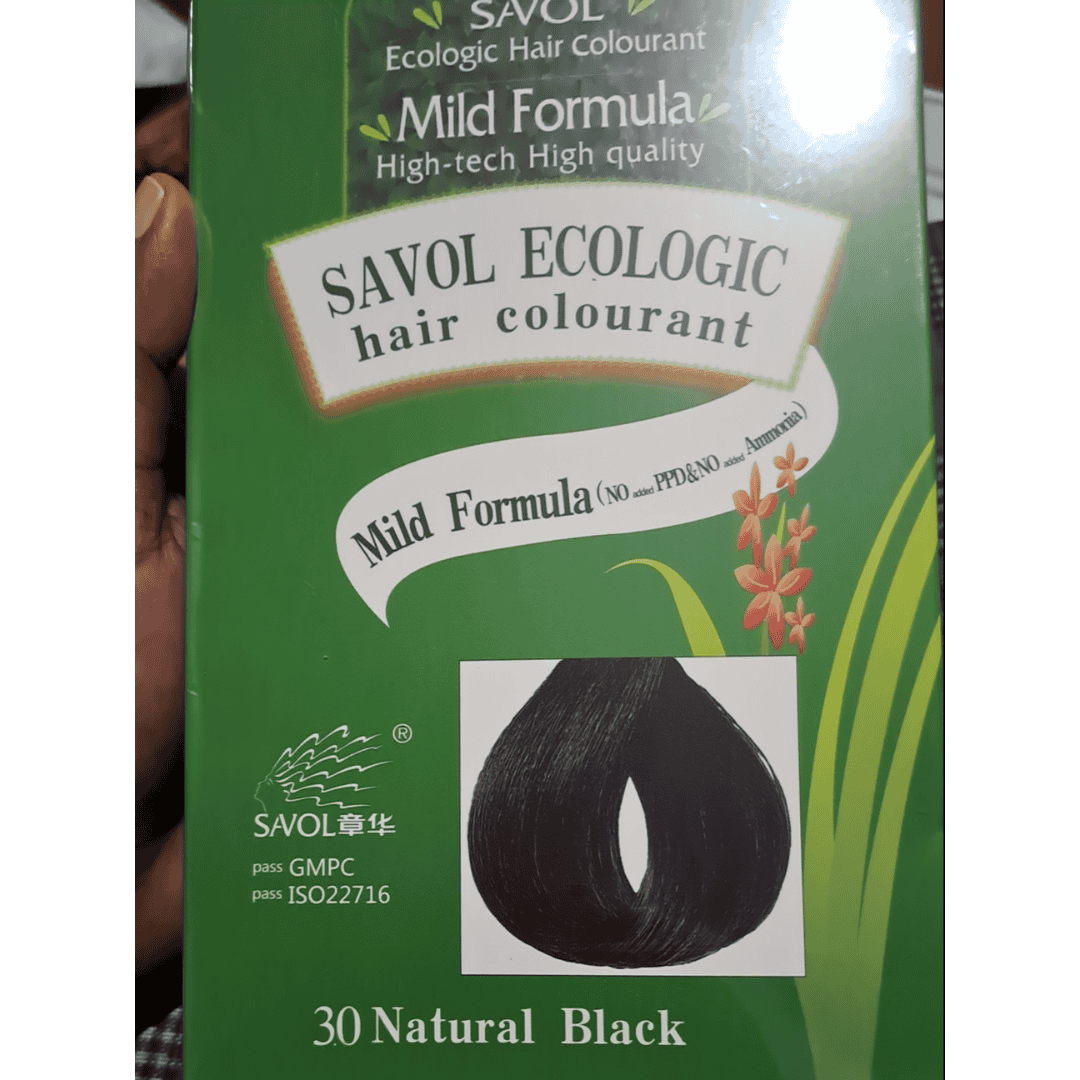 SAVOL
Ecologic Hair Colourant
Mild Formula
High-tech High quality
SAVOL ECOLOGIC
hair colourant
Mild Formula (NO added PPD&NO added Ammonia)
®
SAVOL章华
pass GMPC
pass ISO22716
3.0 Natural Black